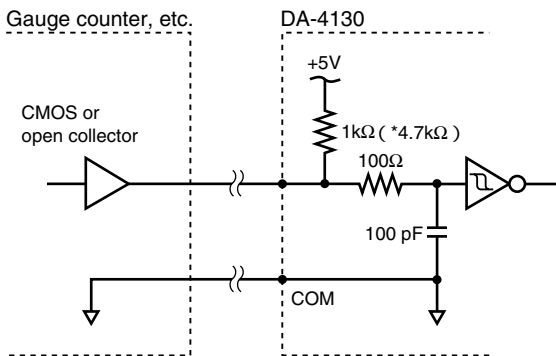 Gauge counter, etc.
DA-4130
+5V
CMOS or
open collector
1kΩ ( *4.7kΩ )
100Ω
100 pF
COM